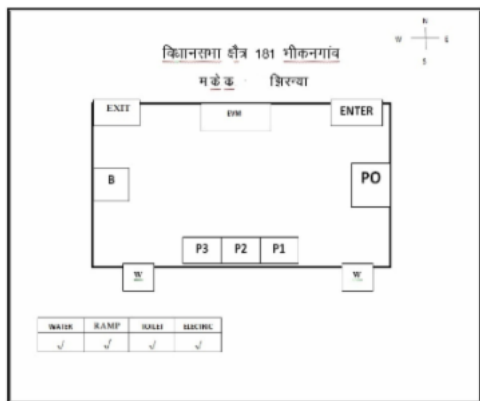 N
W E
S
विधानसभा क्षैत्र 181 भीकनगांव
म के क झिरन्या
EXIT EVM ENTER
B PO
P3 P2 P1
W W
WATER RAMP TOILET ELECTRIC
√ √ √ √